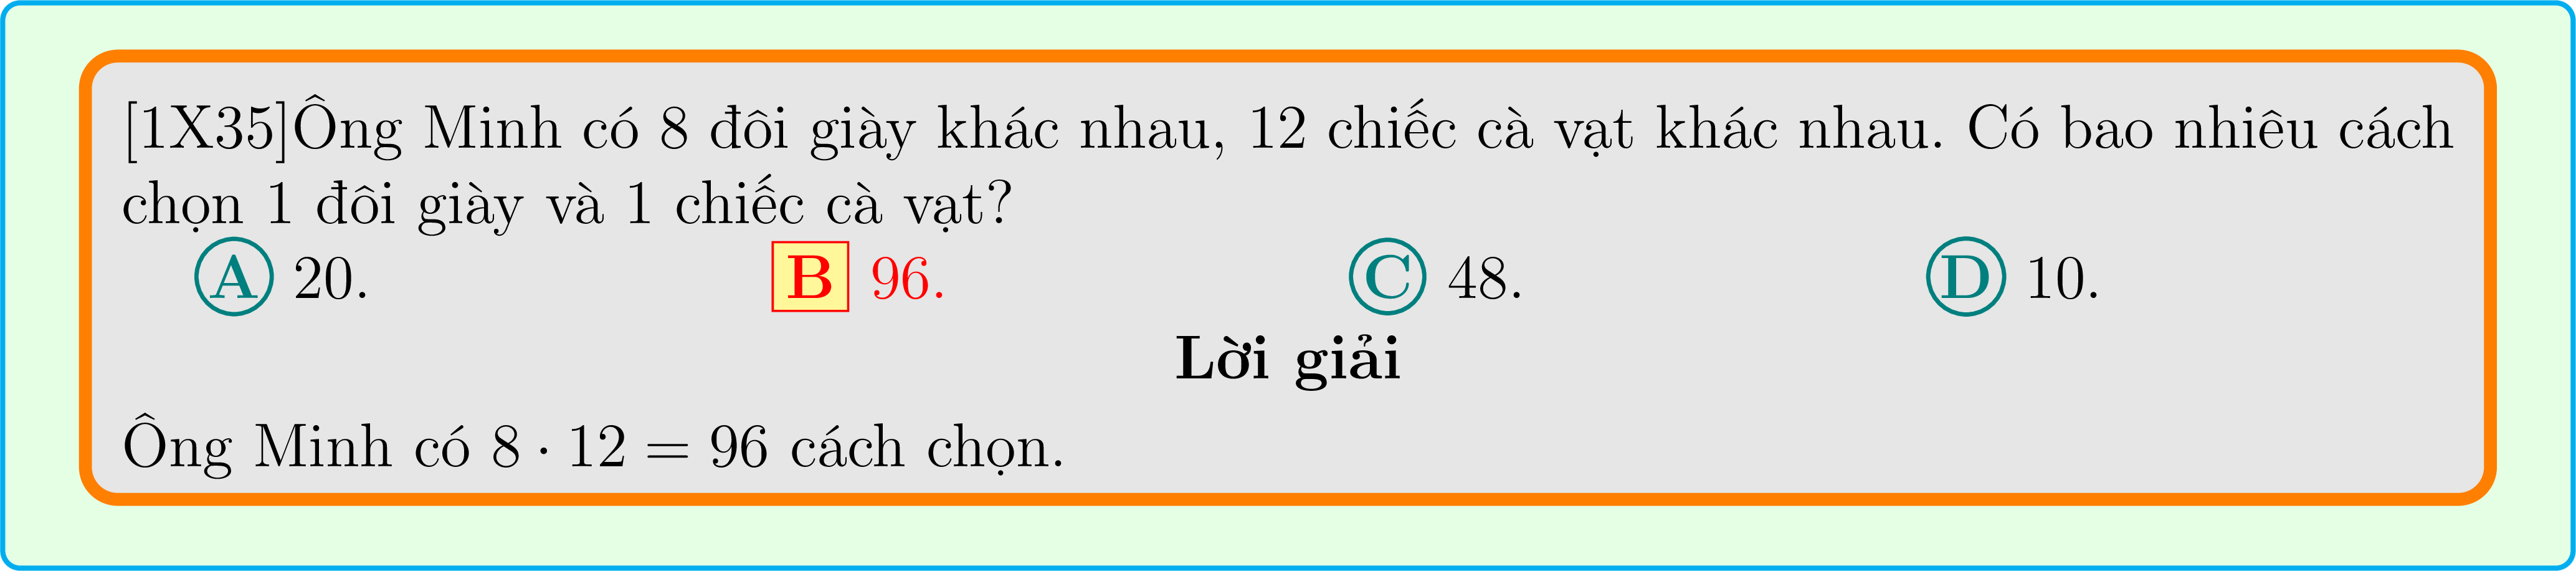 [1X35]Ông Minh có 8 đôi giày khác nhau, 12 chiếc cà vạt khác nhau. Có bao nhiêu cách
chọn 1 đôi giày và 1 chiếc cà vạt?
A 20. B 96. C 48. D 10.
Lời giải
Ông Minh có 8 · 12 = 96 cách chọn.